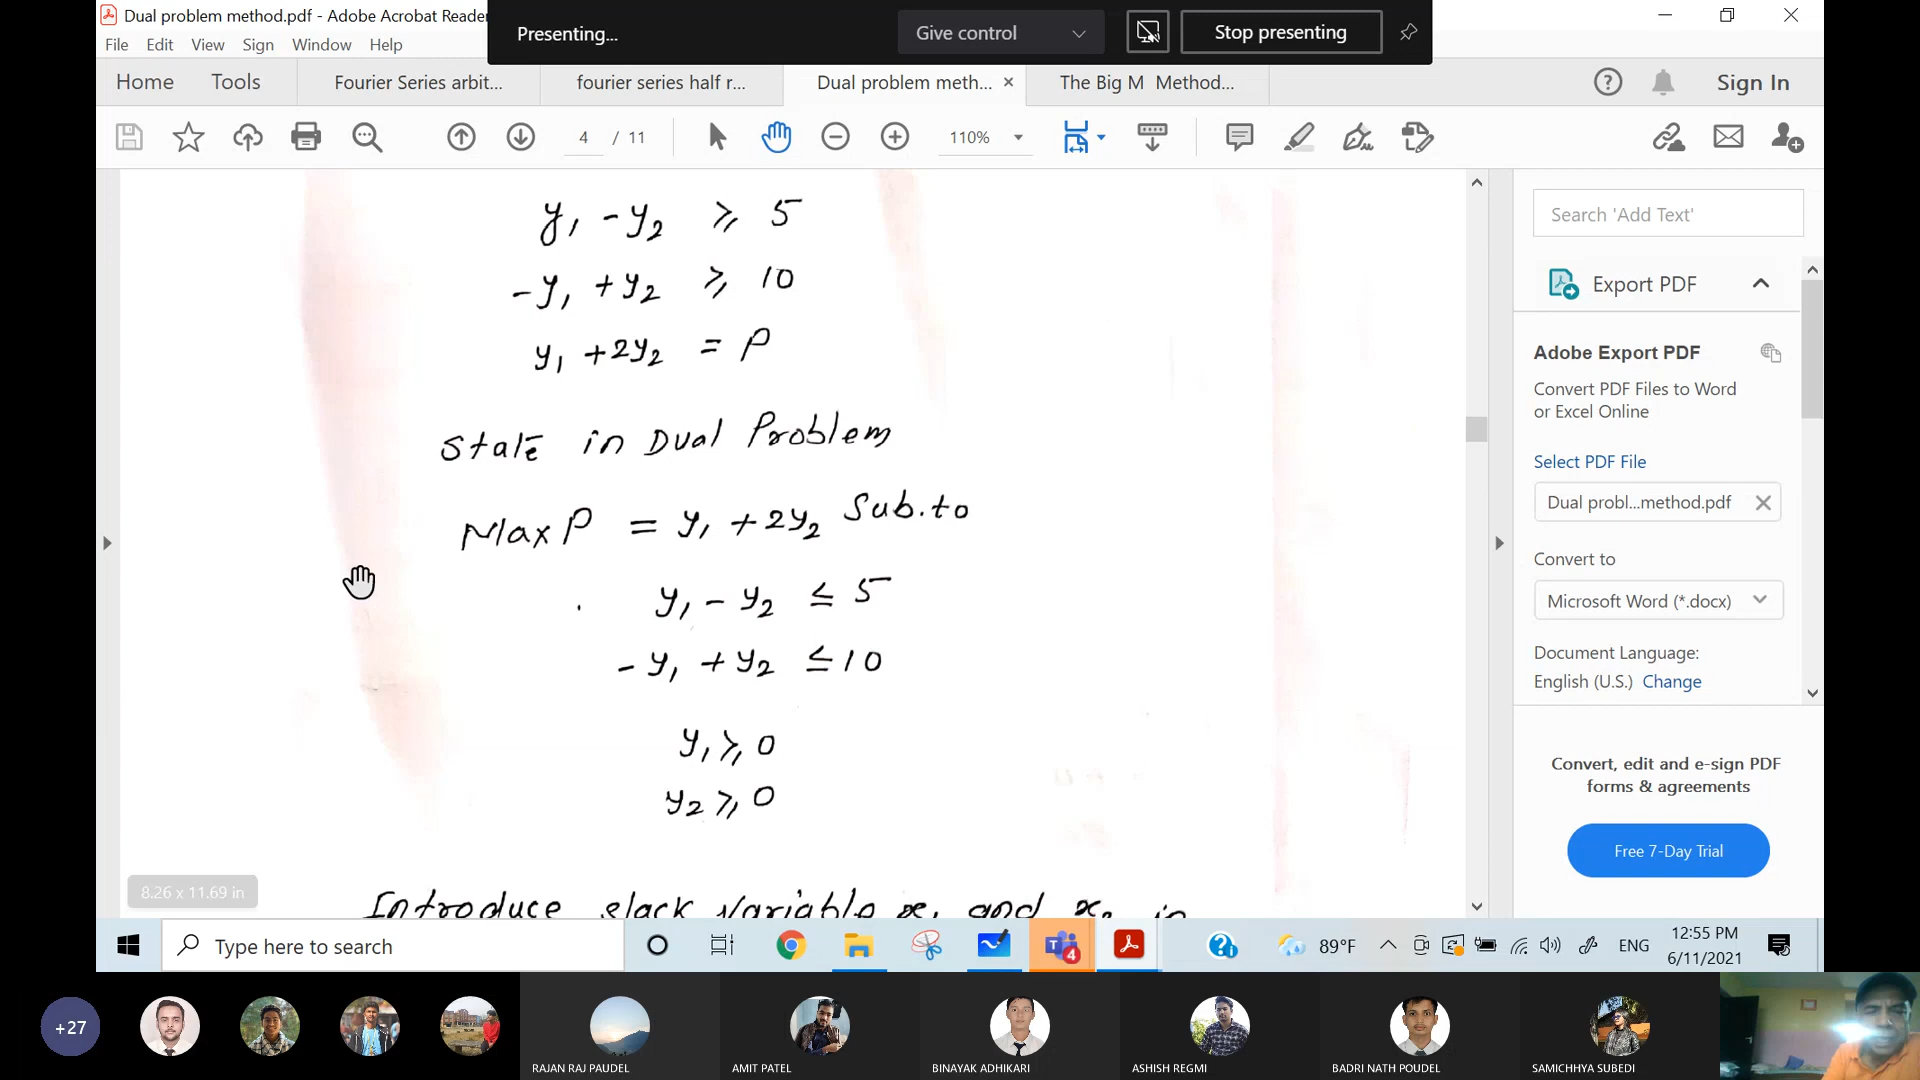 Dual problem method.pdf - Adobe Acrobat Reade
Presenting...
Give control
Stop presenting
File Edit View Sign Window Help
Home Tools Fourier Series arbit... fourier series half r... Dual problem meth... The Big M Method... Sign In
4 / 11 110%
y₁ - y₂ ≥ 5
-y₁ + y₂ ≥ 10
y₁ + 2y₂ = P
State in Dual Problem
Max P = y₁ + 2y₂ Sub.to
y₁ - y₂ ≤ 5
-y₁ + y₂ ≤ 10
y₁ ≥ 0
y₂ ≥ 0
Introduce slack variable x₁ and x₂ in
8.26 x 11.69 in
Search 'Add Text'
Export PDF
Adobe Export PDF
Convert PDF Files to Word
or Excel Online
Select PDF File
Dual probl...method.pdf
Convert to
Microsoft Word (*.docx)
Document Language:
English (U.S.) Change
Convert, edit and e-sign PDF
forms & agreements
Free 7-Day Trial
Type here to search
4
89°F
ENG
12:55 PM
6/11/2021
+27
RAJAN RAJ PAUDEL
AMIT PATEL
BINAYAK ADHIKARI
ASHISH REGMI
BADRI NATH POUDEL
SAMICHHYA SUBEDI